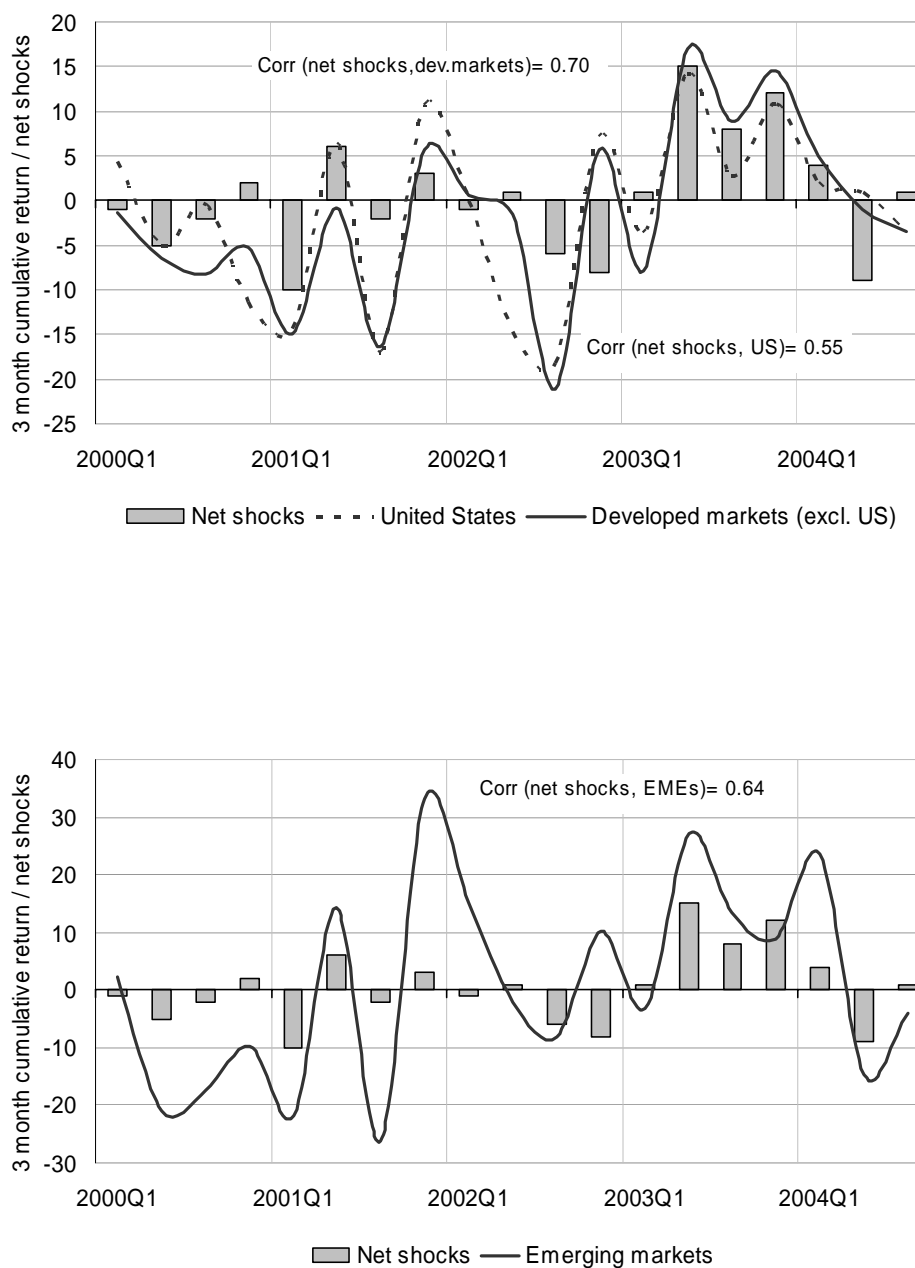 3 month cumulative return / net shocks
20
15
10
5
0
-5
-10
-15
-20
-25
Corr (net shocks,dev.markets)= 0.70
Corr (net shocks, US)= 0.55
2000Q1 2001Q1 2002Q1 2003Q1 2004Q1
Net shocks United States Developed markets (excl. US)
3 month cumulative return / net shocks
40
30
20
10
0
-10
-20
-30
Corr (net shocks, EMEs)= 0.64
2000Q1 2001Q1 2002Q1 2003Q1 2004Q1
Net shocks Emerging markets